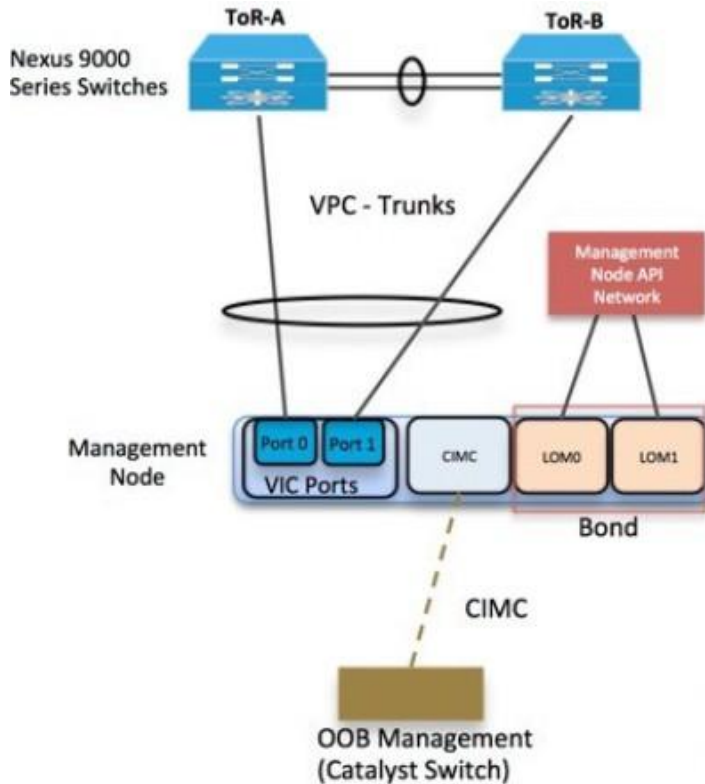 ToR-A
ToR-B
Nexus 9000
Series Switches
VPC - Trunks
Management
Node API
Network
Management
Node
Port 0
Port 1
VIC Ports
CIMC
LOM0
LOM1
Bond
CIMC
OOB Management
(Catalyst Switch)